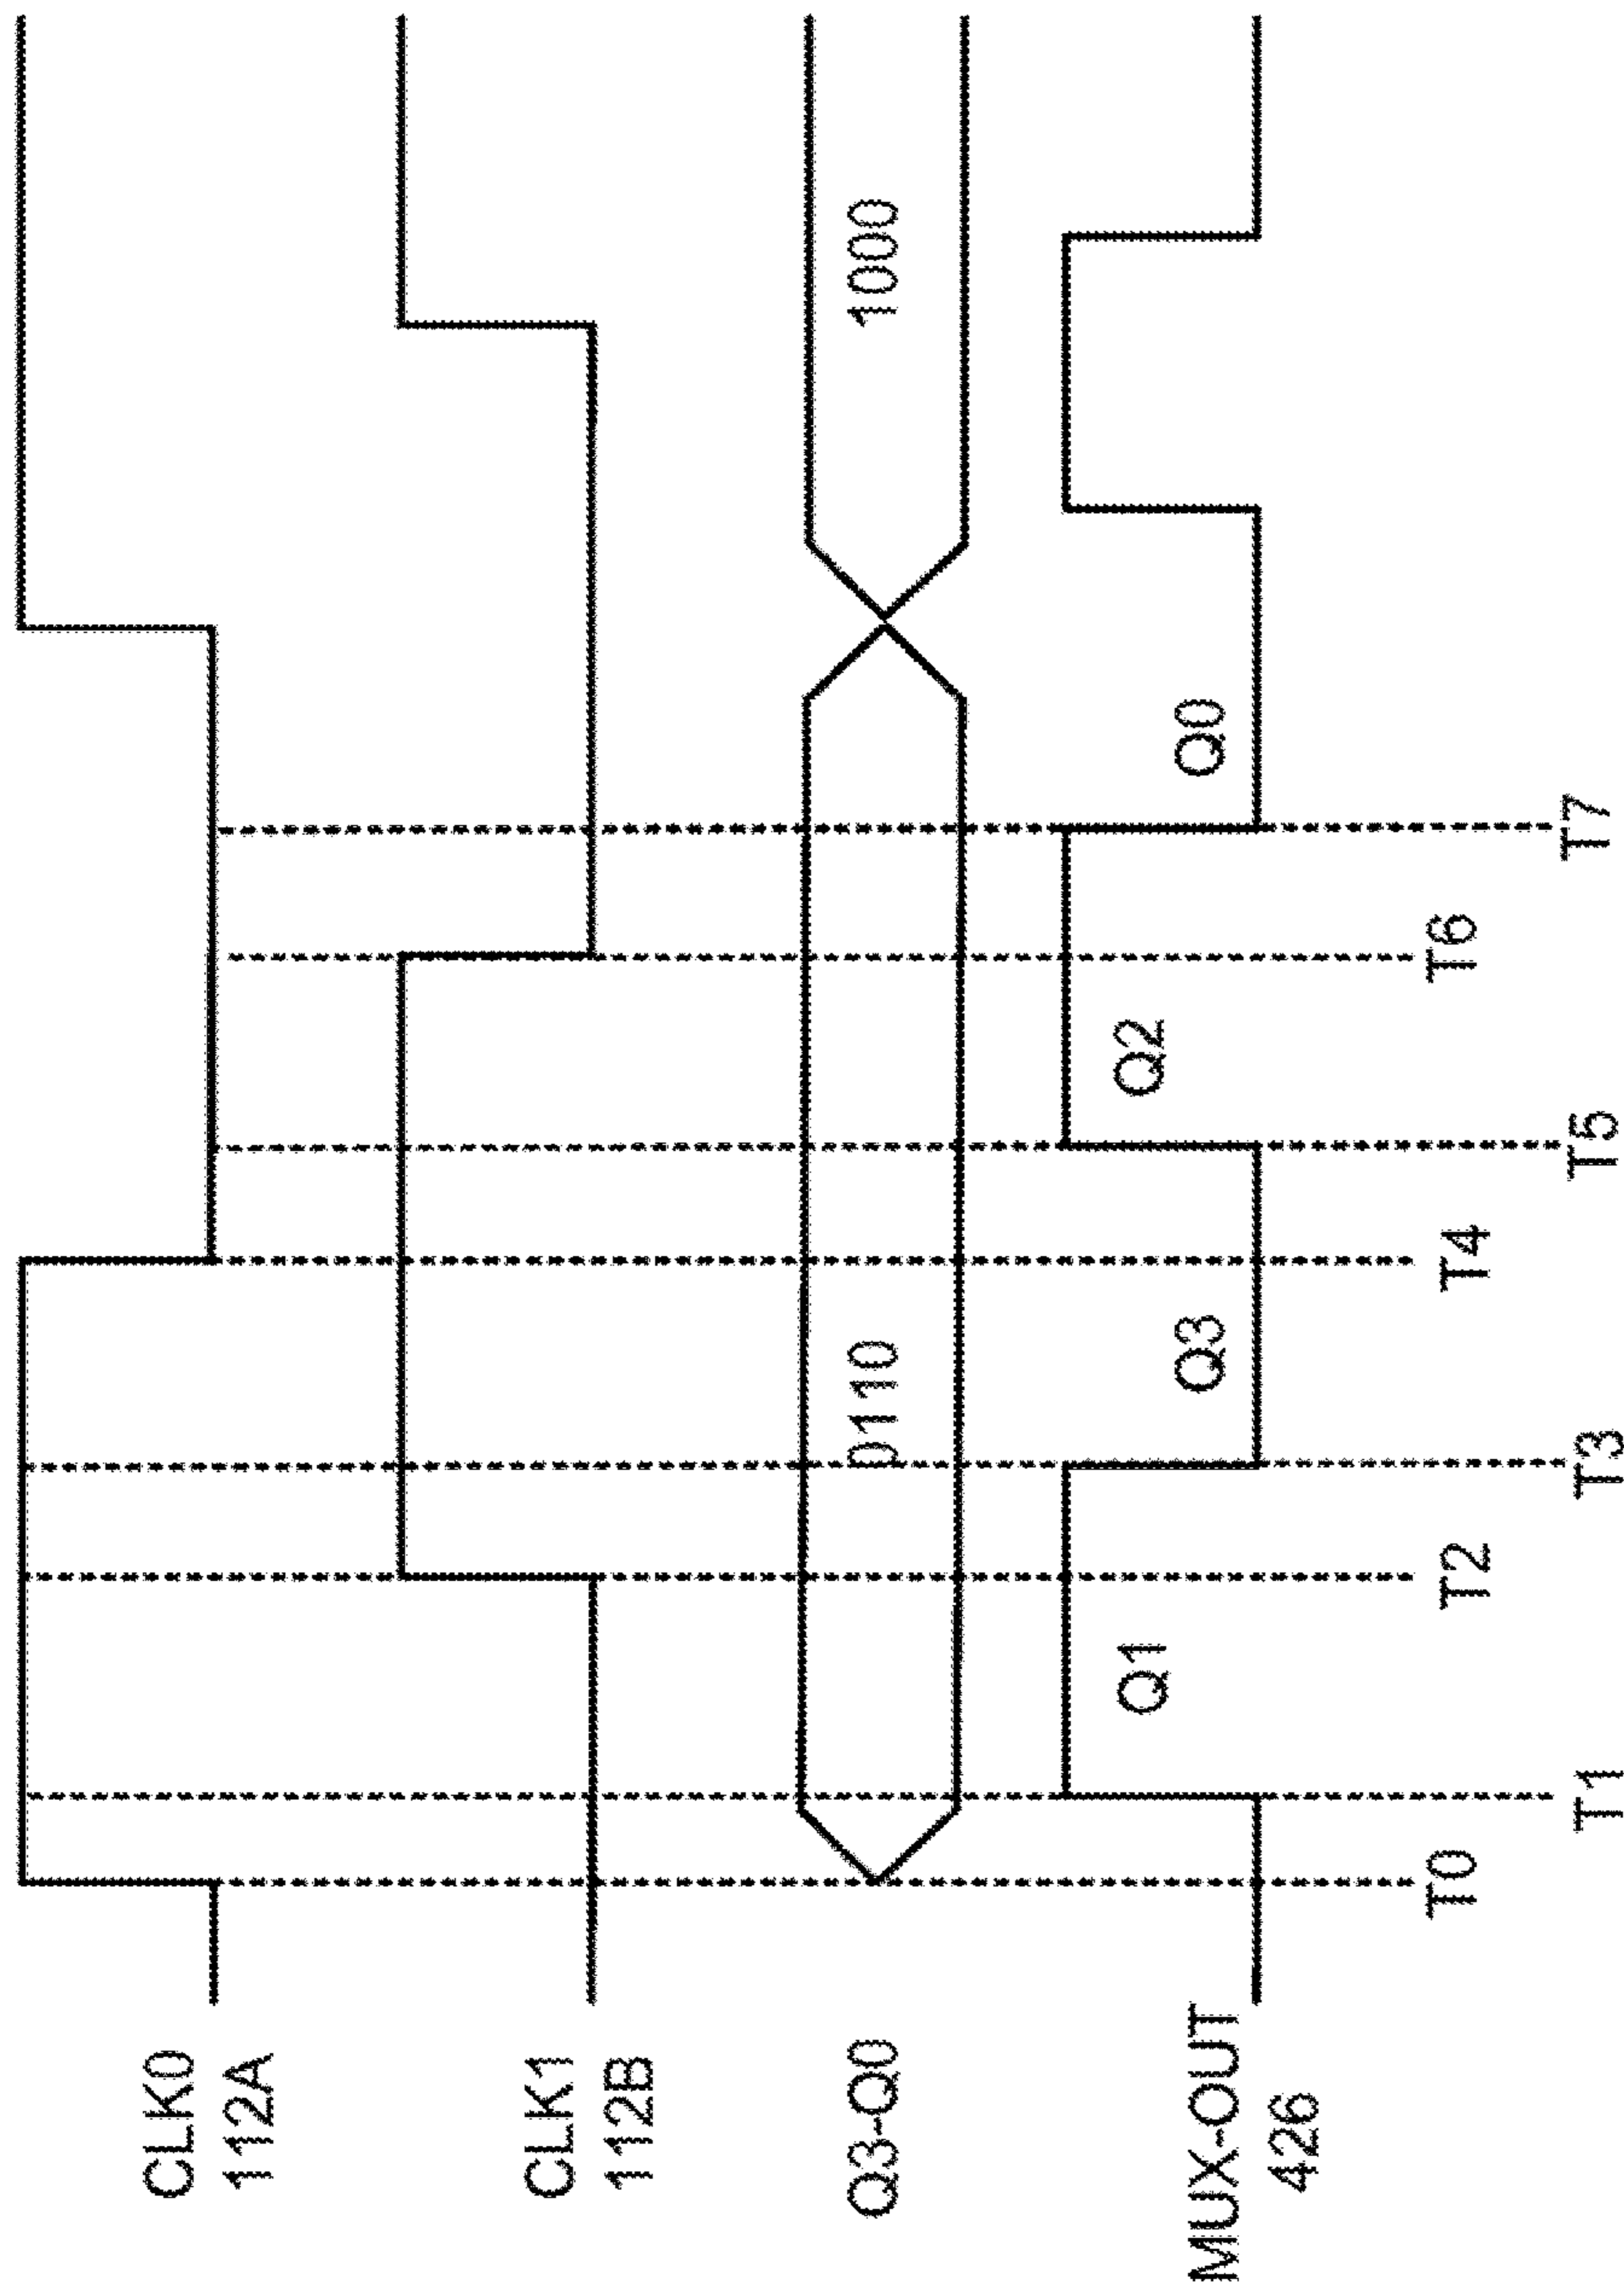 CLK0
112A
CLK1
112B
Q3-Q0
0110
1000
MUX-OUT
426
Q1
Q3
Q2
Q0
T0
T1
T2
T3
T4
T5
T6
T7